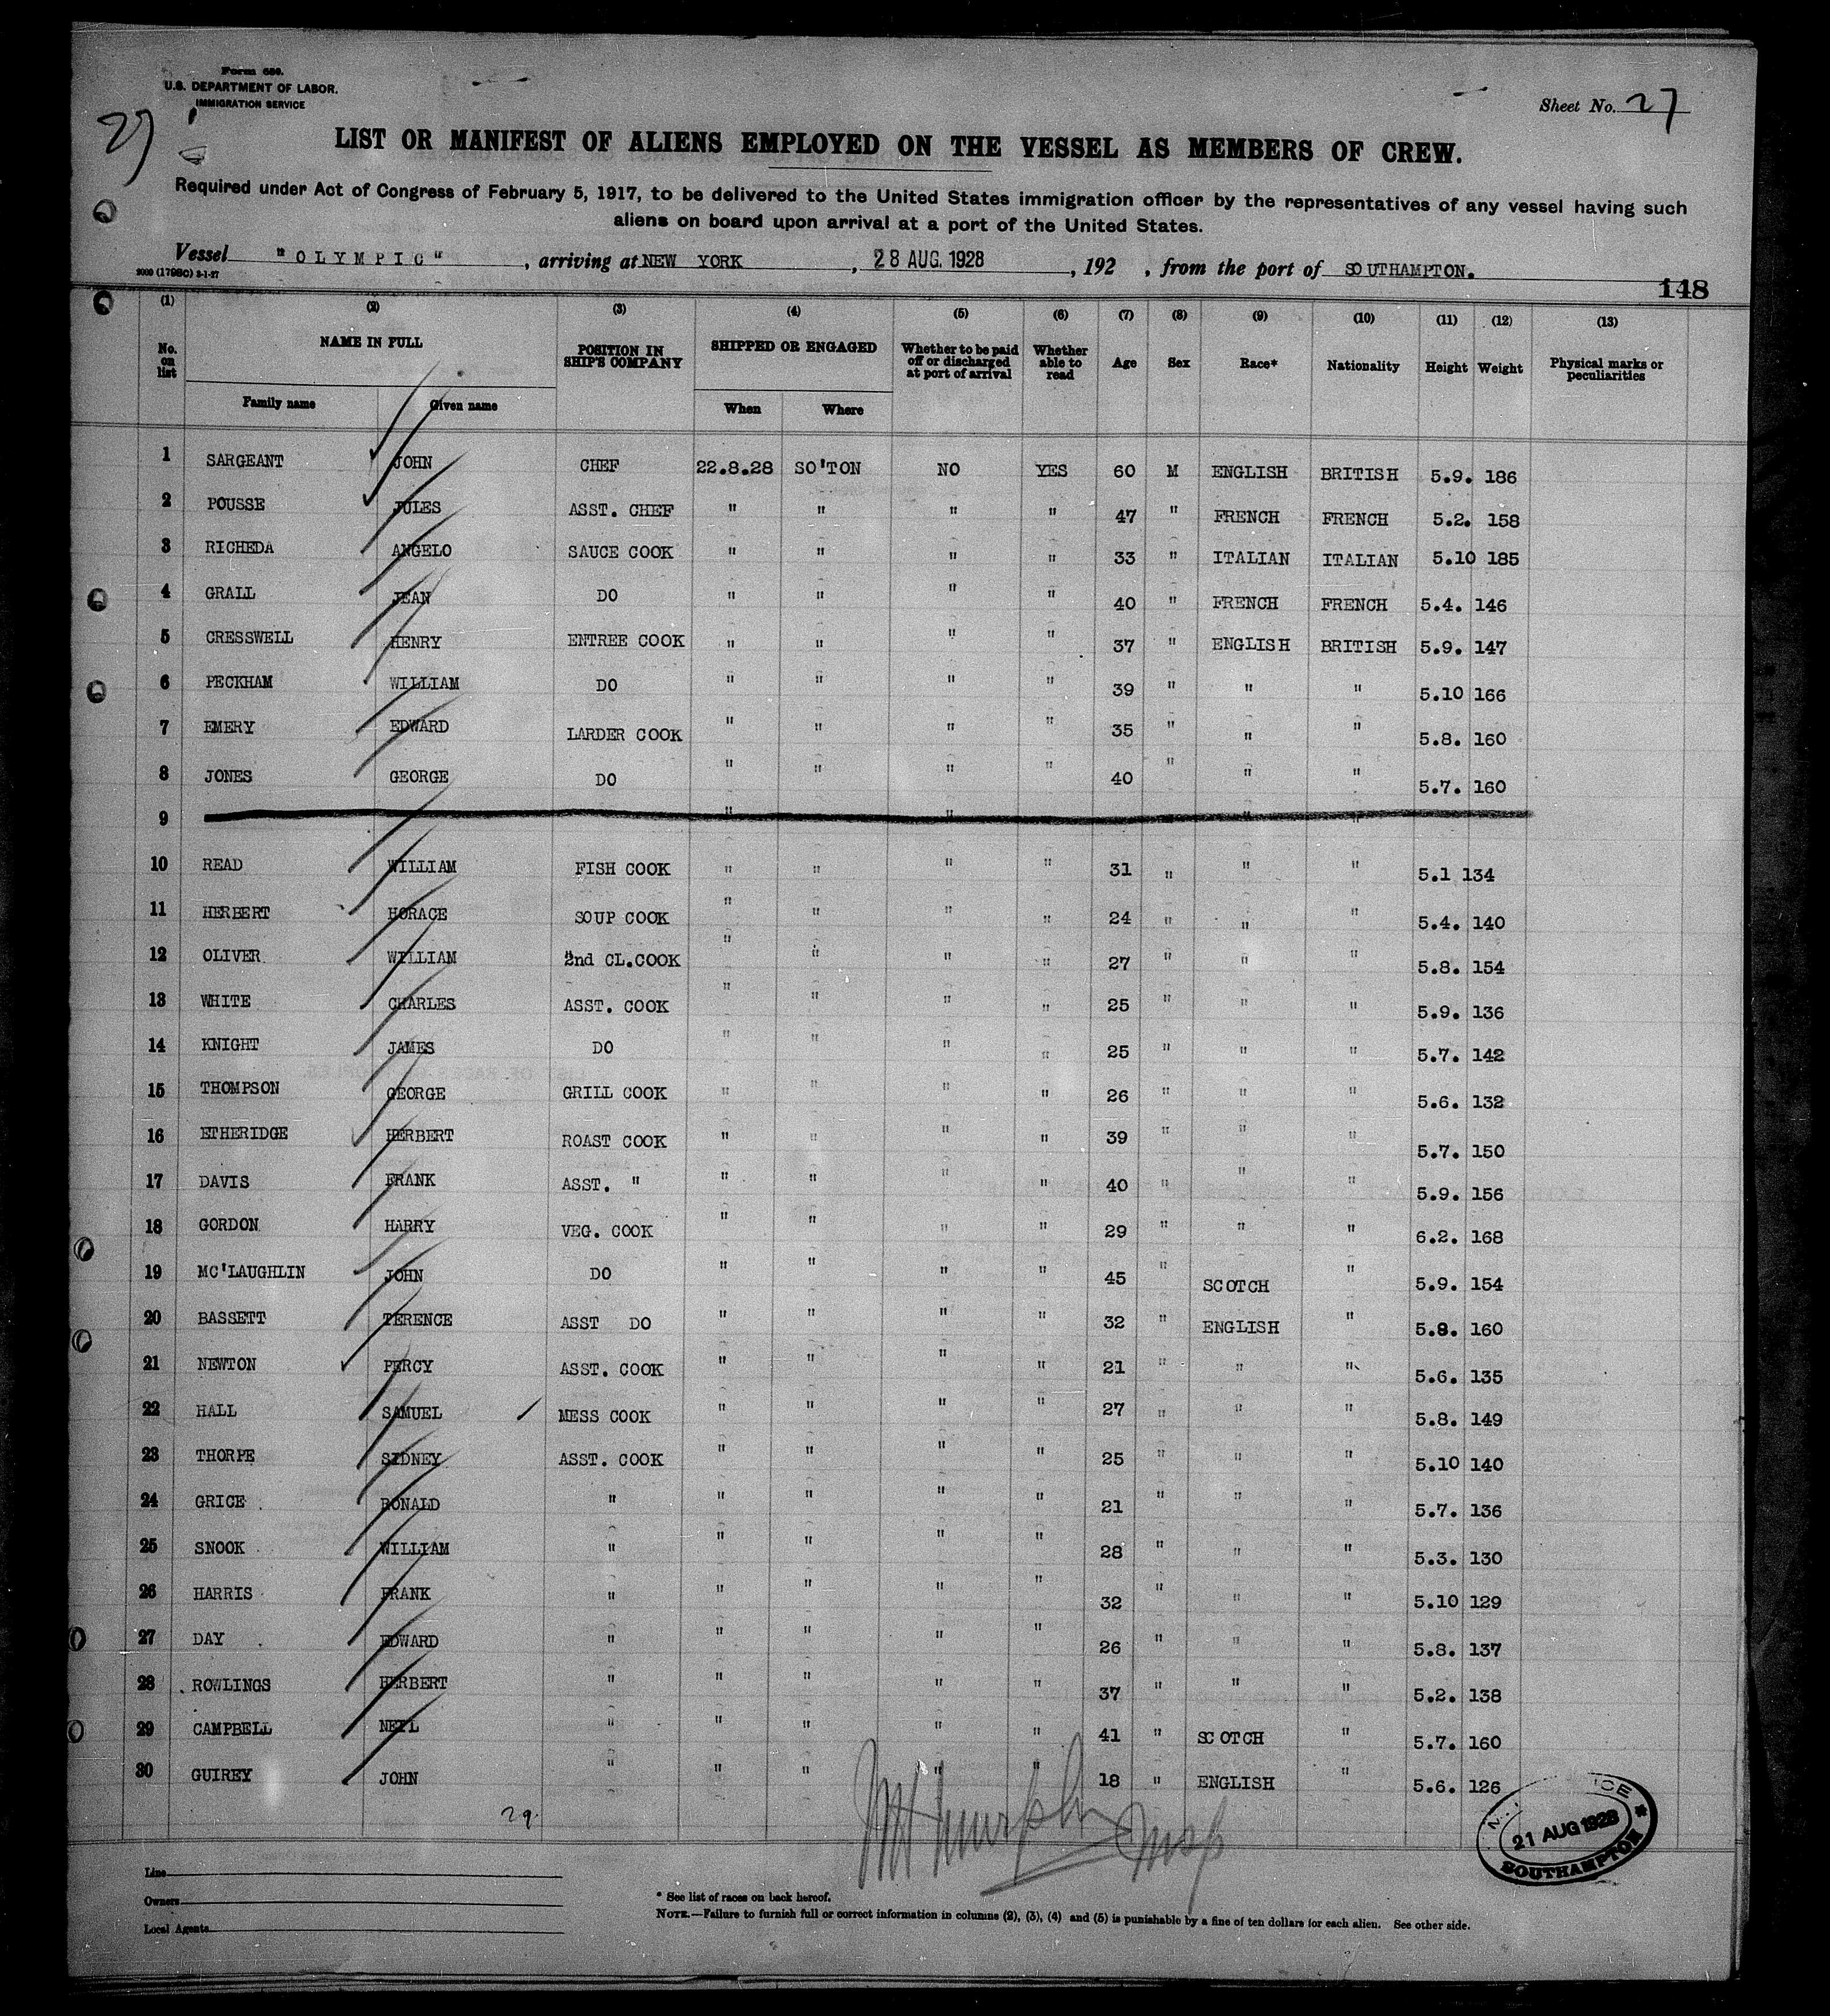 Form 689.
U.S. DEPARTMENT OF LABOR.
IMMIGRATION SERVICE
29
Sheet No. 27
LIST OR MANIFEST OF ALIENS EMPLOYED ON THE VESSEL AS MEMBERS OF CREW.
Required under Act of Congress of February 5, 1917, to be delivered to the United States immigration officer by the representatives of any vessel having such
aliens on board upon arrival at a port of the United States.
Vessel "OLYMPIC", arriving at NEW YORK, 28 AUG. 1928, 192 , from the port of SOUTHAMPTON.
2000 (1798C) 3-1-27
148
(1) (2) (3) (4) (5) (6) (7) (8) (9) (10) (11) (12) (13)
No. on list NAME IN FULL POSITION IN SHIP'S COMPANY SHIPPED OR ENGAGED Whether to be paid off or discharged at port of arrival Whether able to read Age Sex Race* Nationality Height Weight Physical marks or peculiarities
Family name Given name When Where
1 SARGEANT JOHN CHEF 22.8.28 SO'TON NO YES 60 M ENGLISH BRITISH 5.9. 186
2 POUSSE JULES ASST. CHEF " " " " 47 " FRENCH FRENCH 5.2. 158
3 RICHEDA ANGELO SAUCE COOK " " " " 33 " ITALIAN ITALIAN 5.10 185
4 GRALL JEAN DO " " " " 40 " FRENCH FRENCH 5.4. 146
5 CRESSWELL HENRY ENTREE COOK " " " " 37 " ENGLISH BRITISH 5.9. 147
6 PECKHAM WILLIAM DO " " " " 39 " " " 5.10 166
7 EMERY EDWARD LARDER COOK " " " " 35 " " " 5.8. 160
8 JONES GEORGE DO " " " " 40 " " " 5.7. 160
9 " " " "
10 READ WILLIAM FISH COOK " " " " 31 " " " 5.1 134
11 HERBERT HORACE SOUP COOK " " " " 24 " " " 5.4. 140
12 OLIVER WILLIAM 2nd CL.COOK " " " " 27 " " " 5.8. 154
13 WHITE CHARLES ASST. COOK " " " " 25 " " " 5.9. 136
14 KNIGHT JAMES DO " " " " 25 " " " 5.7. 142
15 THOMPSON GEORGE GRILL COOK " " " " 26 " " " 5.6. 132
16 ETHERIDGE HERBERT ROAST COOK " " " " 39 " " " 5.7. 150
17 DAVIS FRANK ASST. " " " " " 40 " " " 5.9. 156
18 GORDON HARRY VEG. COOK " " " " 29 " " " 6.2. 168
19 MC'LAUGHLIN JOHN DO " " " " 45 " SCOTCH " 5.9. 154
20 BASSETT TERENCE ASST DO " " " " 32 " ENGLISH " 5.8. 160
21 NEWTON PERCY ASST. COOK " " " " 21 " " " 5.6. 135
22 HALL SAMUEL MESS COOK " " " " 27 " " " 5.8. 149
23 THORPE SIDNEY ASST. COOK " " " " 25 " " " 5.10 140
24 GRICE RONALD " " " " " 21 " " " 5.7. 136
25 SNOOK WILLIAM " " " " " 28 " " " 5.3. 130
26 HARRIS FRANK " " " " " 32 " " " 5.10 129
27 DAY EDWARD " " " " " 26 " " " 5.8. 137
28 ROWLINGS HERBERT " " " " " 37 " " " 5.2. 138
29 CAMPBELL NEIL " " " " " 41 " SCOTCH " 5.7. 160
30 GUIREY JOHN " " " " " 18 " ENGLISH " 5.6. 126
29
21 AUG 1928
SOUTHAMPTON
Line
Owners
Local Agents
* See list of races on back hereof.
NOTE.—Failure to furnish full or correct information in columns (2), (3), (4) and (5) is punishable by a fine of ten dollars for each alien. See other side.